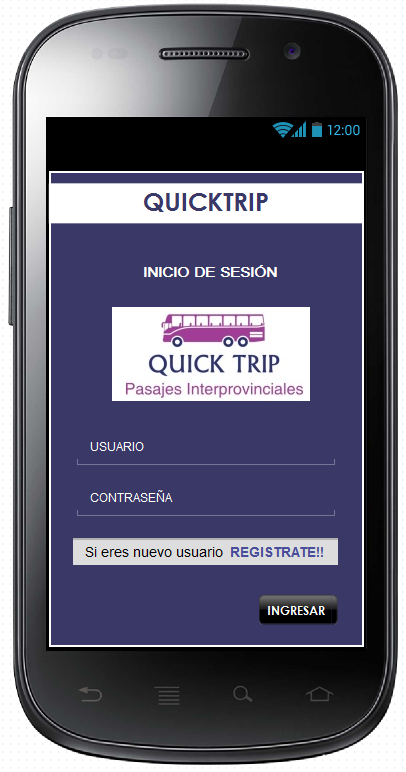 12:00
QUICKTRIP
INICIO DE SESIÓN
QUICK TRIP
Pasajes Interprovinciales
USUARIO
CONTRASEÑA
Si eres nuevo usuario REGISTRATE!!
INGRESAR